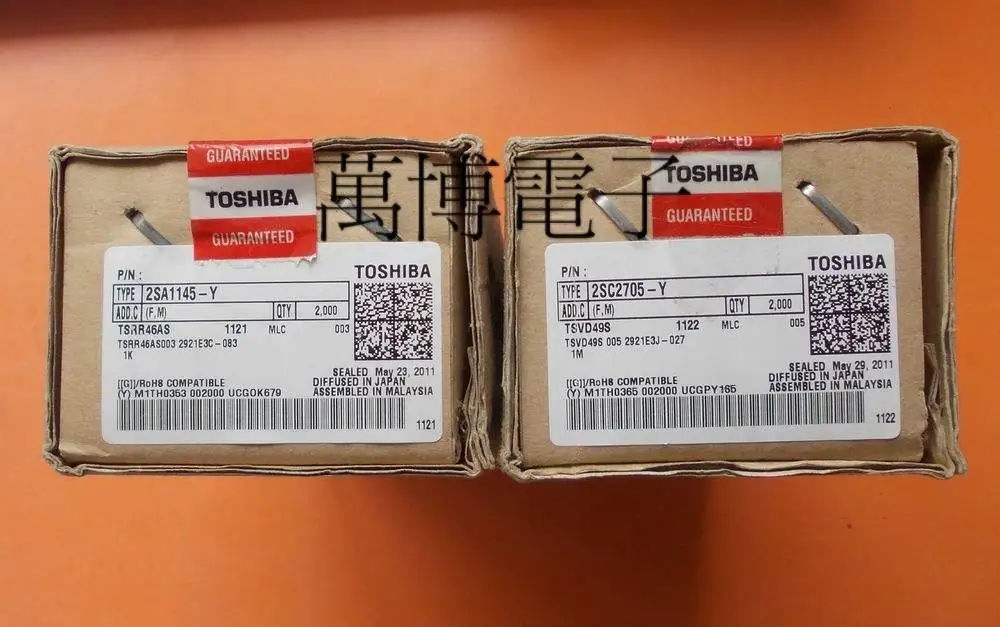 GUARANTEED
TOSHIBA
GUARANTEED
萬博電子
P/N :
TOSHIBA
TYPE 2SA1145-Y
ADD.C (F,M) QTY 2,000
TSRR46AS 1121 MLC 003
TSRR46AS003 2921E3C-083
1K
SEALED May 23, 2011
DIFFUSED IN JAPAN
[[G]]/RoHS COMPATIBLE ASSEMBLED IN MALAYSIA
(Y) M1TH0353 002000 UCGOK679
1121
GUARANTEED
TOSHIBA
GUARANTEED
P/N :
TOSHIBA
TYPE 2SC2705-Y
ADD.C (F,M) QTY 2,000
TSVD49S 1122 MLC 005
TSVD49S 005 2921E3J-027
1M
SEALED May 29, 2011
DIFFUSED IN JAPAN
[[G]]/RoHS COMPATIBLE ASSEMBLED IN MALAYSIA
(Y) M1TH0365 002000 UCGPY165
1122